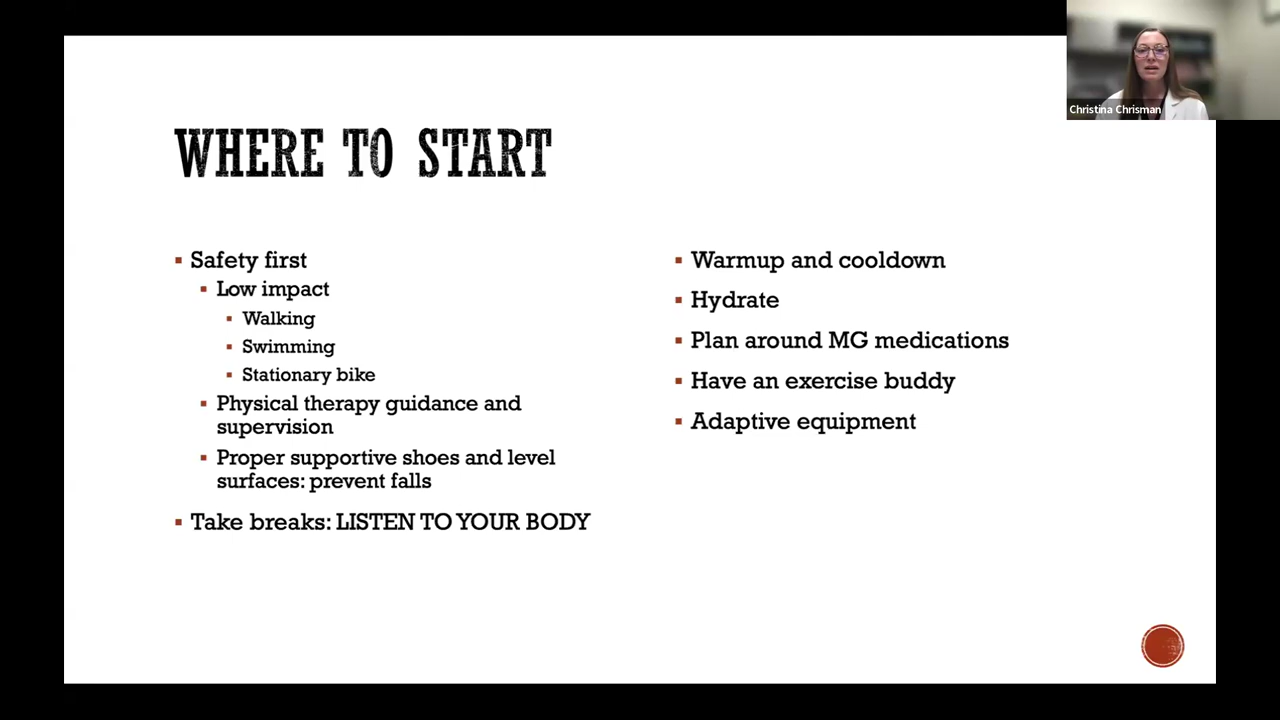 Christina Chrisman
WHERE TO START
Safety first
Low impact
Walking
Swimming
Stationary bike
Physical therapy guidance and
supervision
Proper supportive shoes and level
surfaces: prevent falls
Take breaks: LISTEN TO YOUR BODY
Warmup and cooldown
Hydrate
Plan around MG medications
Have an exercise buddy
Adaptive equipment